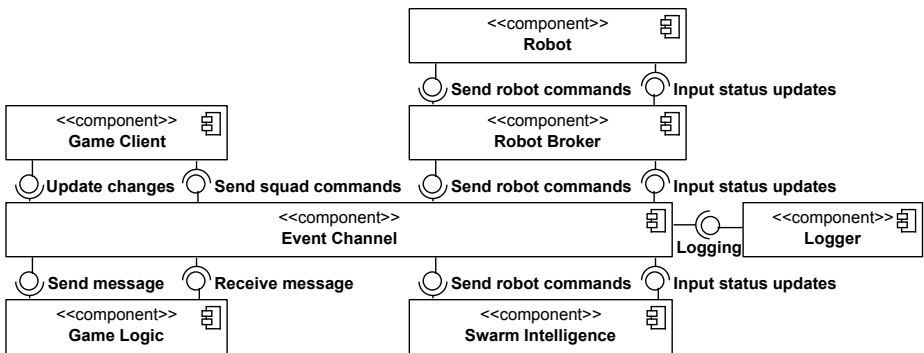 <<component>>
Robot
Send robot commands
Input status updates
<<component>>
Game Client
<<component>>
Robot Broker
Update changes
Send squad commands
Send robot commands
Input status updates
<<component>>
Event Channel
Logging
<<component>>
Logger
Send message
Receive message
Send robot commands
Input status updates
<<component>>
Game Logic
<<component>>
Swarm Intelligence